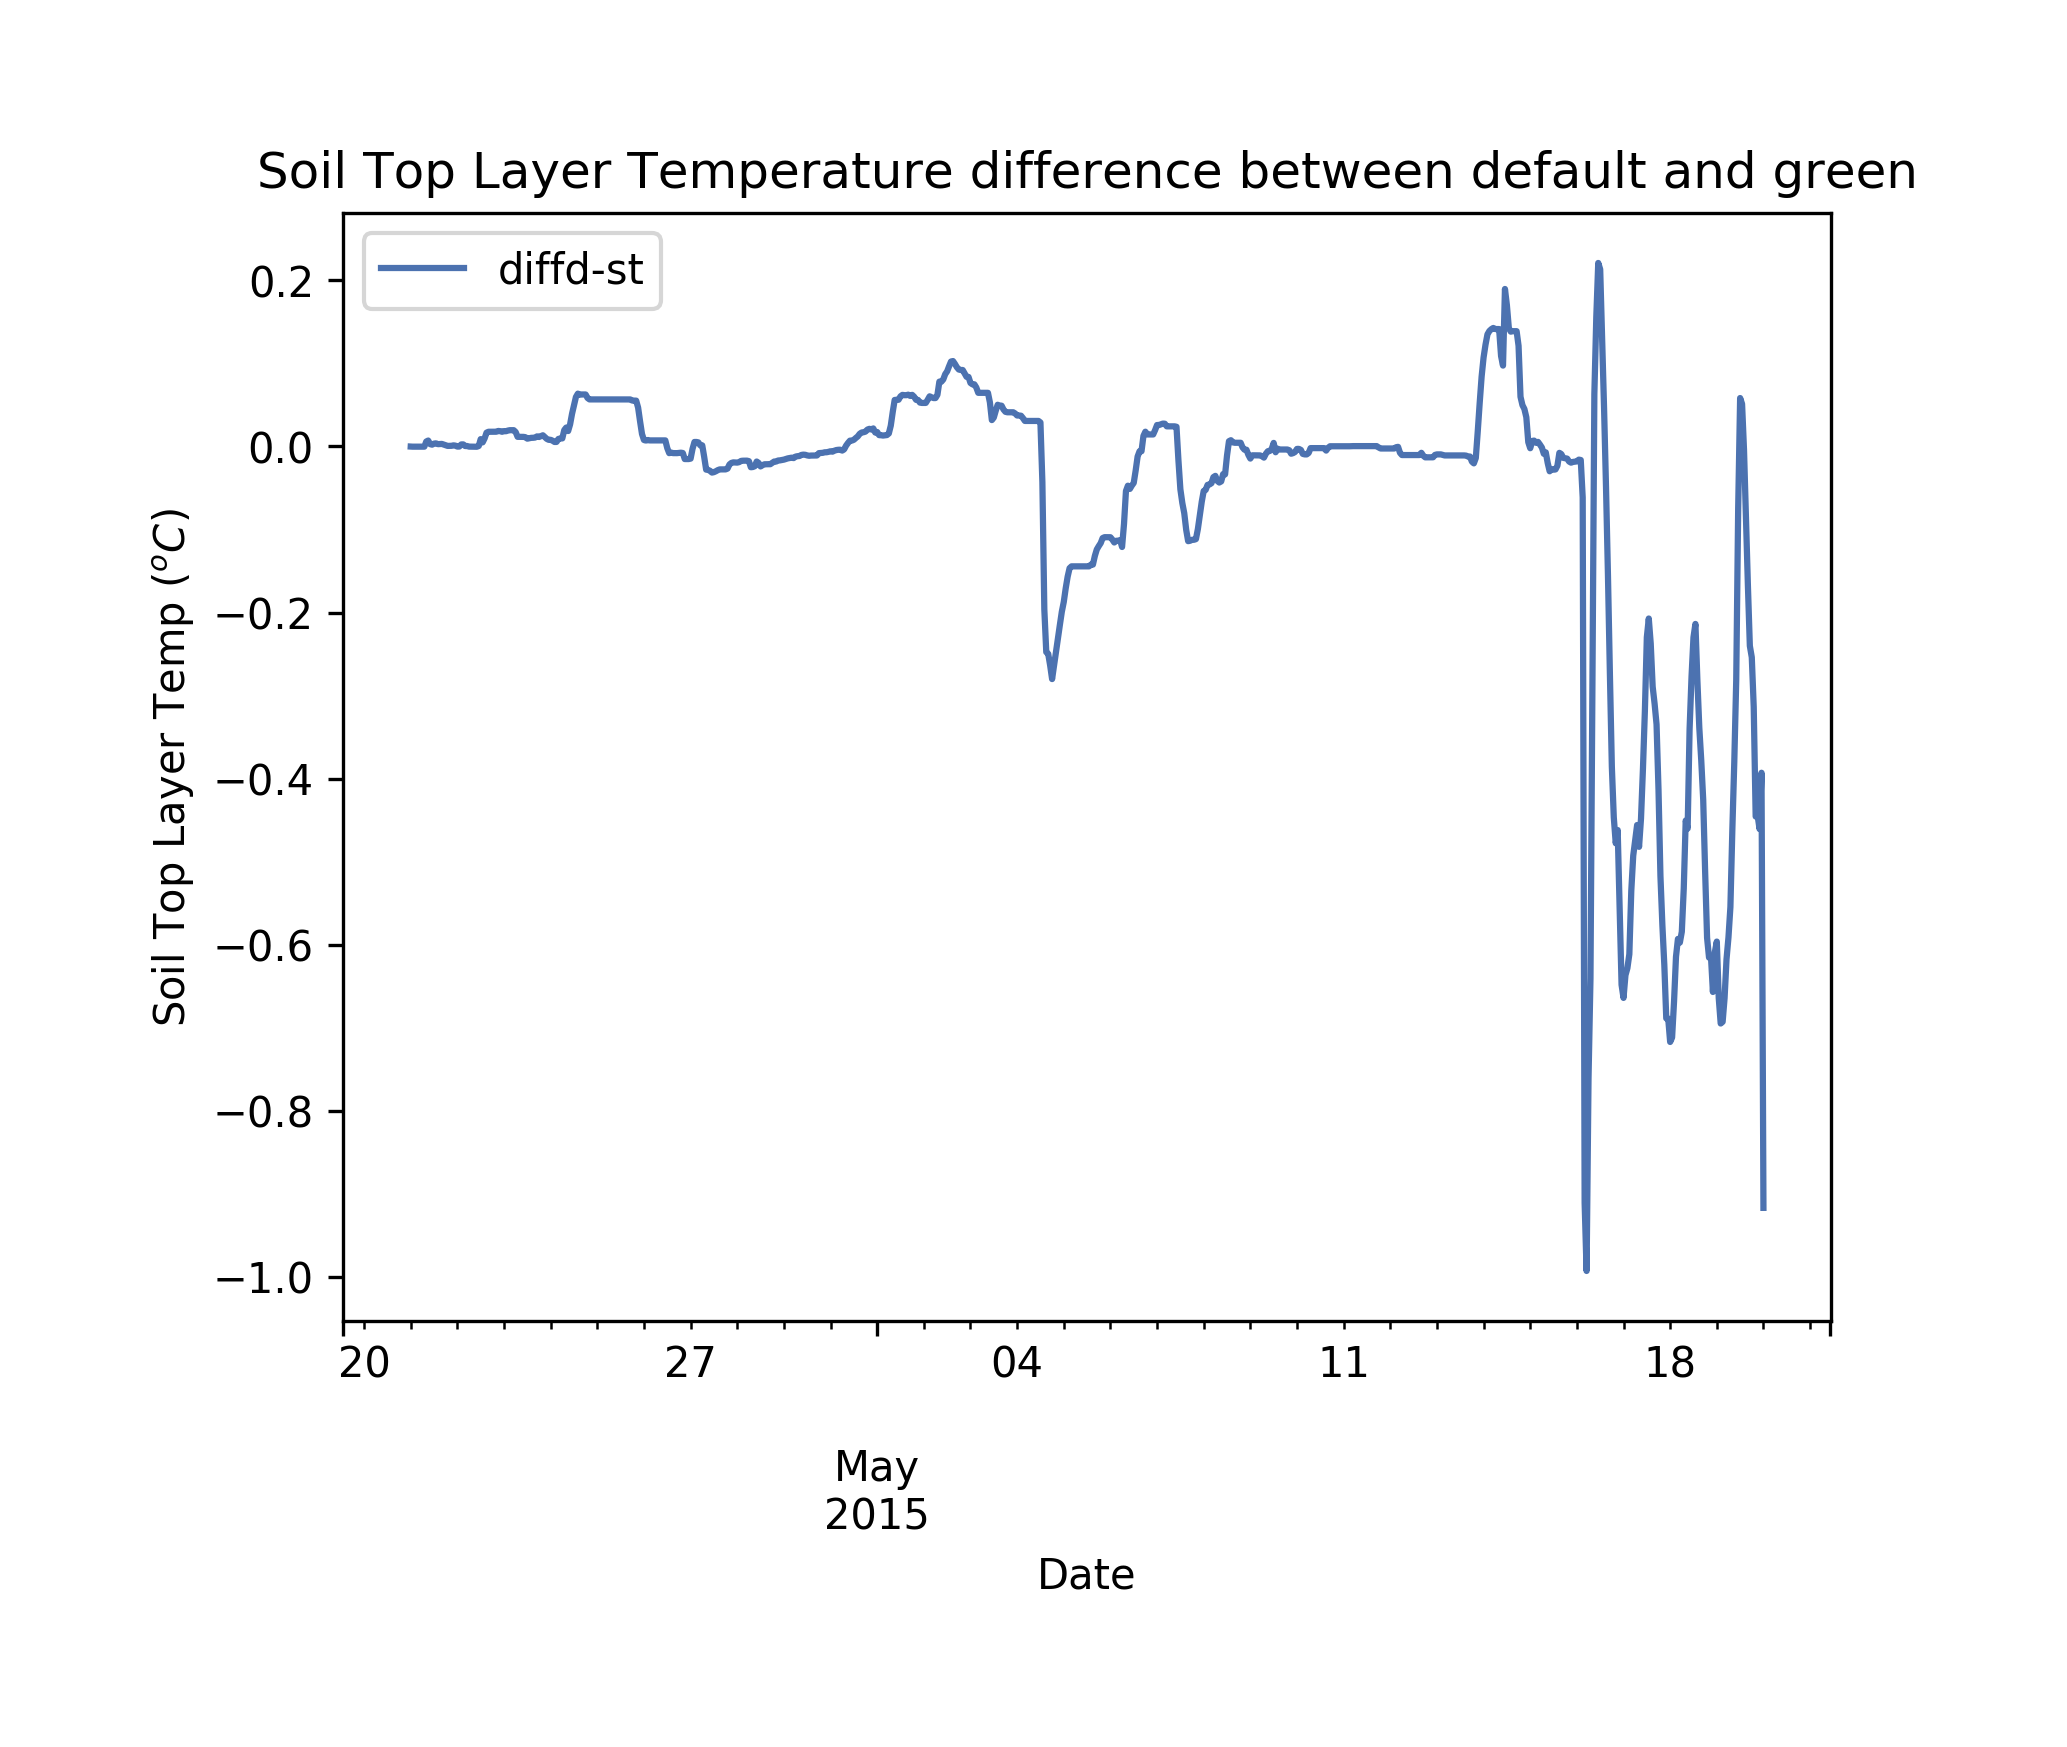 Soil Top Layer Temperature difference between default and green
diffd-st
0.2
0.0
−0.2
−0.4
−0.6
−0.8
−1.0
Soil Top Layer Temp (°C)
20 27 04 11 18
May
2015
Date